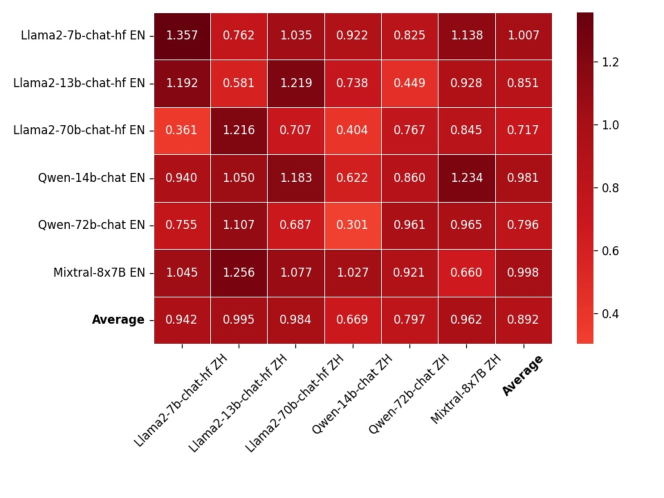 Llama2-7b-chat-hf EN 1.357 0.762 1.035 0.922 0.825 1.138 1.007
Llama2-13b-chat-hf EN 1.192 0.581 1.219 0.738 0.449 0.928 0.851
Llama2-70b-chat-hf EN 0.361 1.216 0.707 0.404 0.767 0.845 0.717
Qwen-14b-chat EN 0.940 1.050 1.183 0.622 0.860 1.234 0.981
Qwen-72b-chat EN 0.755 1.107 0.687 0.301 0.961 0.965 0.796
Mixtral-8x7B EN 1.045 1.256 1.077 1.027 0.921 0.660 0.998
Average 0.942 0.995 0.984 0.669 0.797 0.962 0.892
Llama2-7b-chat-hf ZH
Llama2-13b-chat-hf ZH
Llama2-70b-chat-hf ZH
Qwen-14b-chat ZH
Qwen-72b-chat ZH
Mixtral-8x7B ZH
Average
1.2
1.0
0.8
0.6
0.4